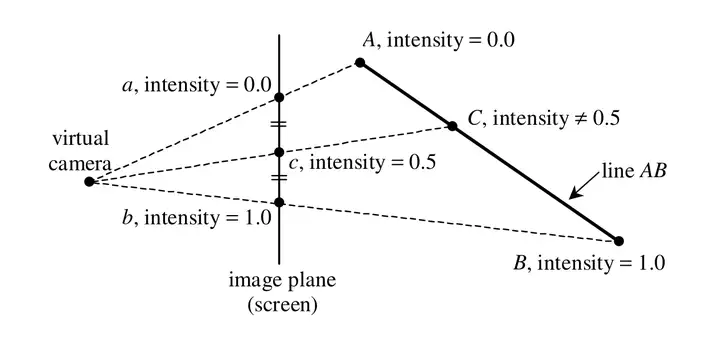 A, intensity = 0.0
a, intensity = 0.0
C, intensity ≠ 0.5
virtual
camera
c, intensity = 0.5
line AB
b, intensity = 1.0
B, intensity = 1.0
image plane
(screen)